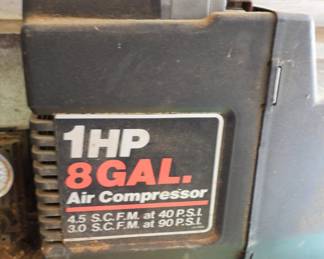 1HP
8GAL.
Air Compressor
4.5 S.C.F.M. at 40 P.S.I.
3.0 S.C.F.M. at 90 P.S.I.